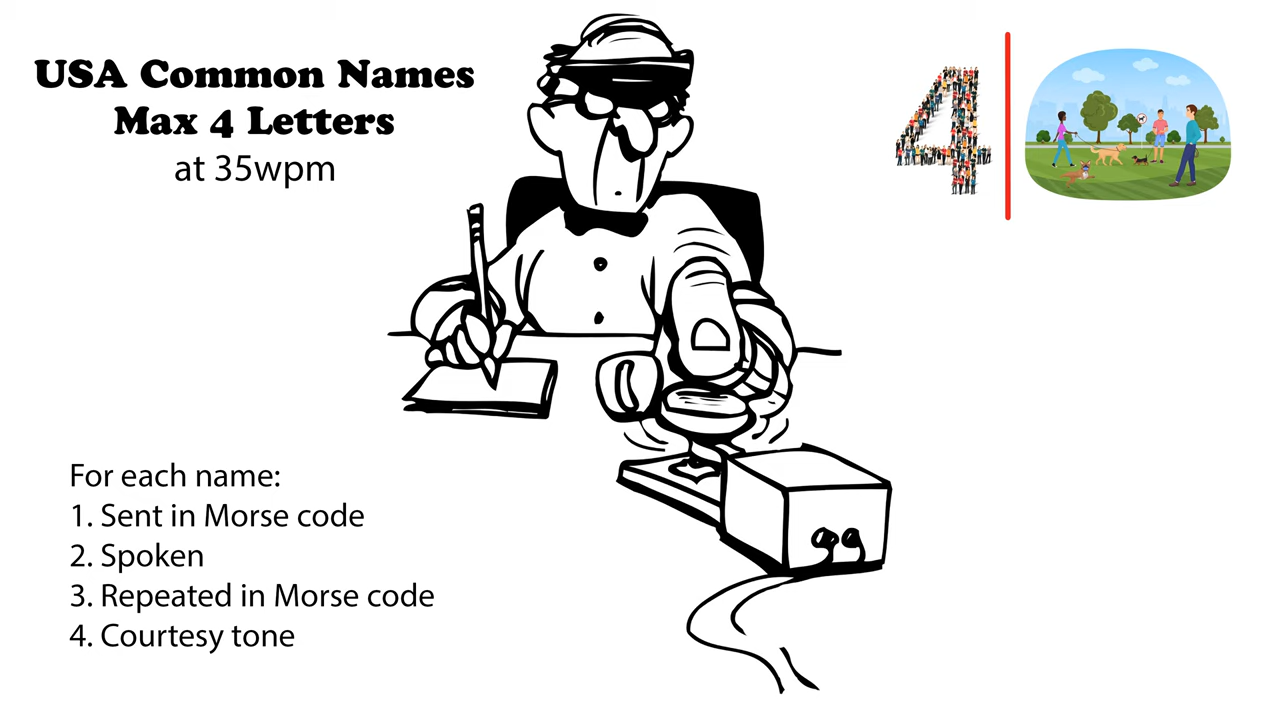 USA Common Names
Max 4 Letters
at 35wpm
4
For each name:
1. Sent in Morse code
2. Spoken
3. Repeated in Morse code
4. Courtesy tone